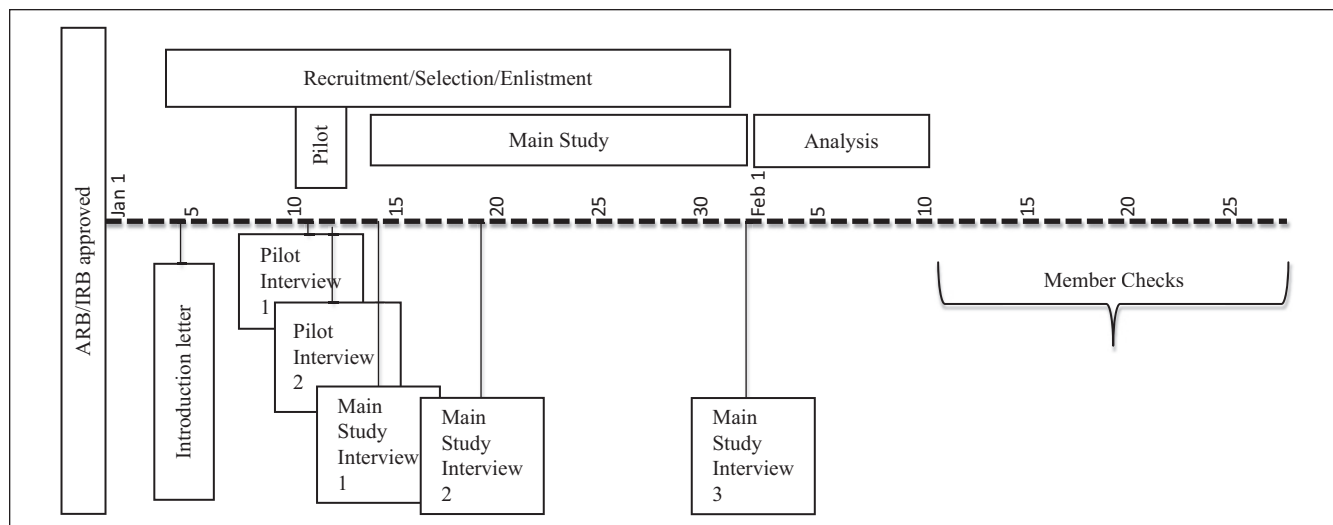 ARB/IRB approved
Recruitment/Selection/Enlistment
Pilot
Main Study
Analysis
Jan 1
5
10
15
20
25
30
Feb 1
5
10
15
20
25
Introduction letter
Pilot
Interview
1
Pilot
Interview
2
Main
Study
Interview
1
Main
Study
Interview
2
Main
Study
Interview
3
Member Checks